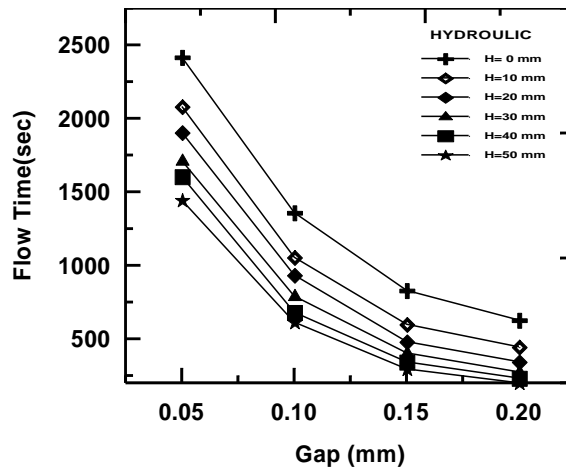 HYDROULIC
H= 0 mm
H=10 mm
H=20 mm
H=30 mm
H=40 mm
H=50 mm
2500
2000
1500
1000
500
Flow Time(sec)
0.05 0.10 0.15 0.20
Gap (mm)